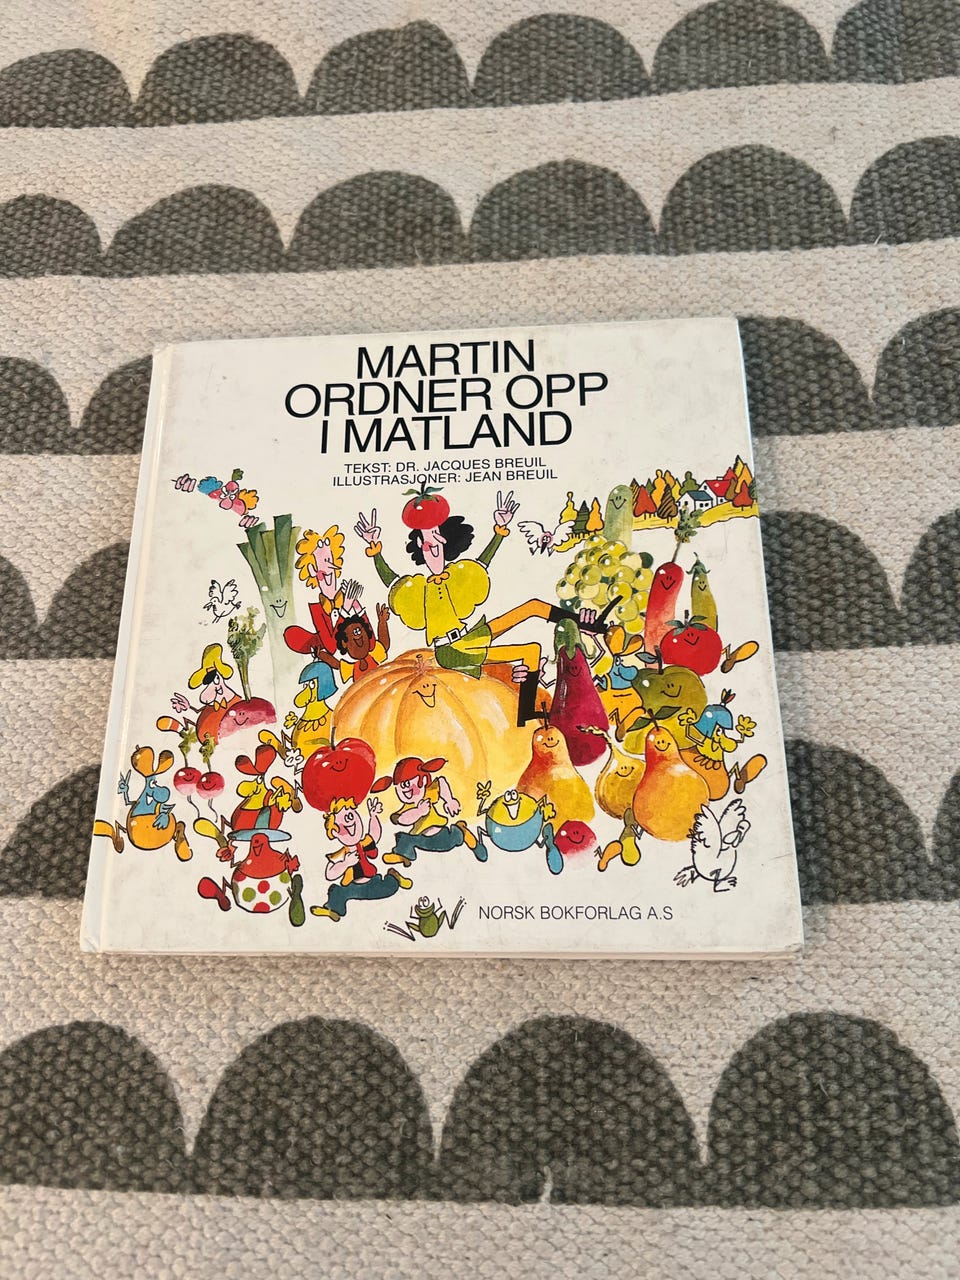 MARTIN
ORDNER OPP
I MATLAND
TEKST: DR. JACQUES BREUIL
ILLUSTRASJONER: JEAN BREUIL
NORSK BOKFORLAG A.S